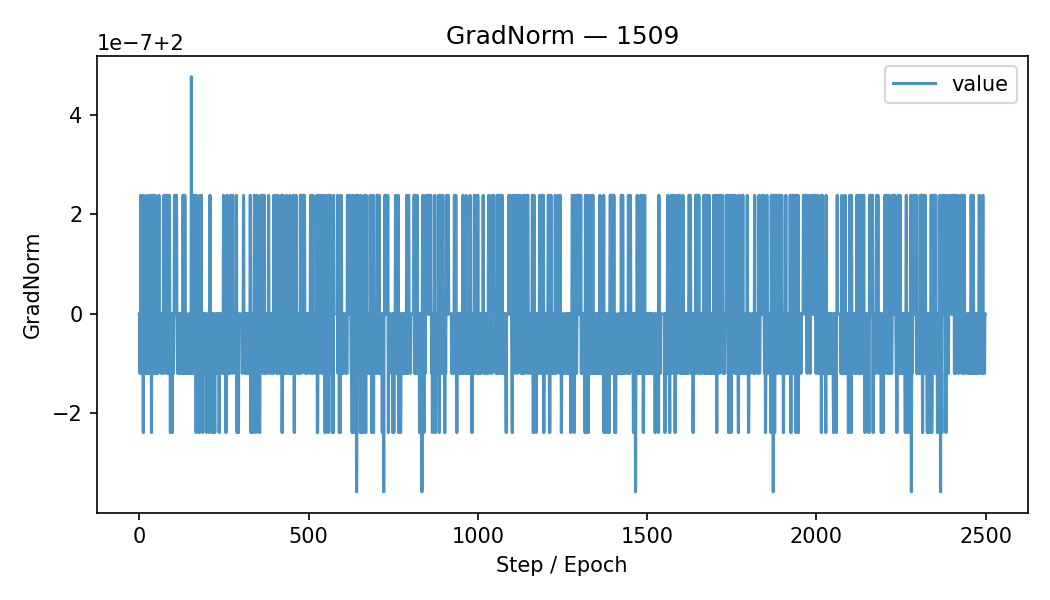 GradNorm — 1509
1e−7+2
value
4
2
0
−2
GradNorm
0 500 1000 1500 2000 2500
Step / Epoch